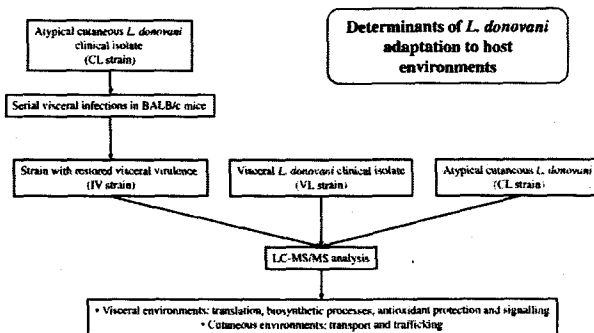 Atypical cutaneous L. donovani
clinical isolate
(CL strain)
Determinants of L. donovani
adaptation to host
environments
Serial visceral infections in BALB/c mice
Strain with restored visceral virulence
(IV strain)
Visceral L. donovani clinical isolate
(VL strain)
Atypical cutaneous L. donovani
(CL strain)
LC-MS/MS analysis
• Visceral environments: translation, biosynthetic processes, antioxidant protection and signalling
• Cutaneous environments: transport and trafficking